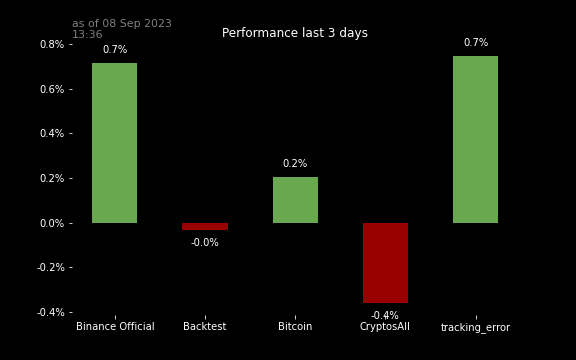 as of 08 Sep 2023
13:36
Performance last 3 days
0.8%
0.6%
0.4%
0.2%
0.0%
-0.2%
-0.4%
0.7%
-0.0%
0.2%
-0.4%
0.7%
Binance Official
Backtest
Bitcoin
CryptosAll
tracking_error